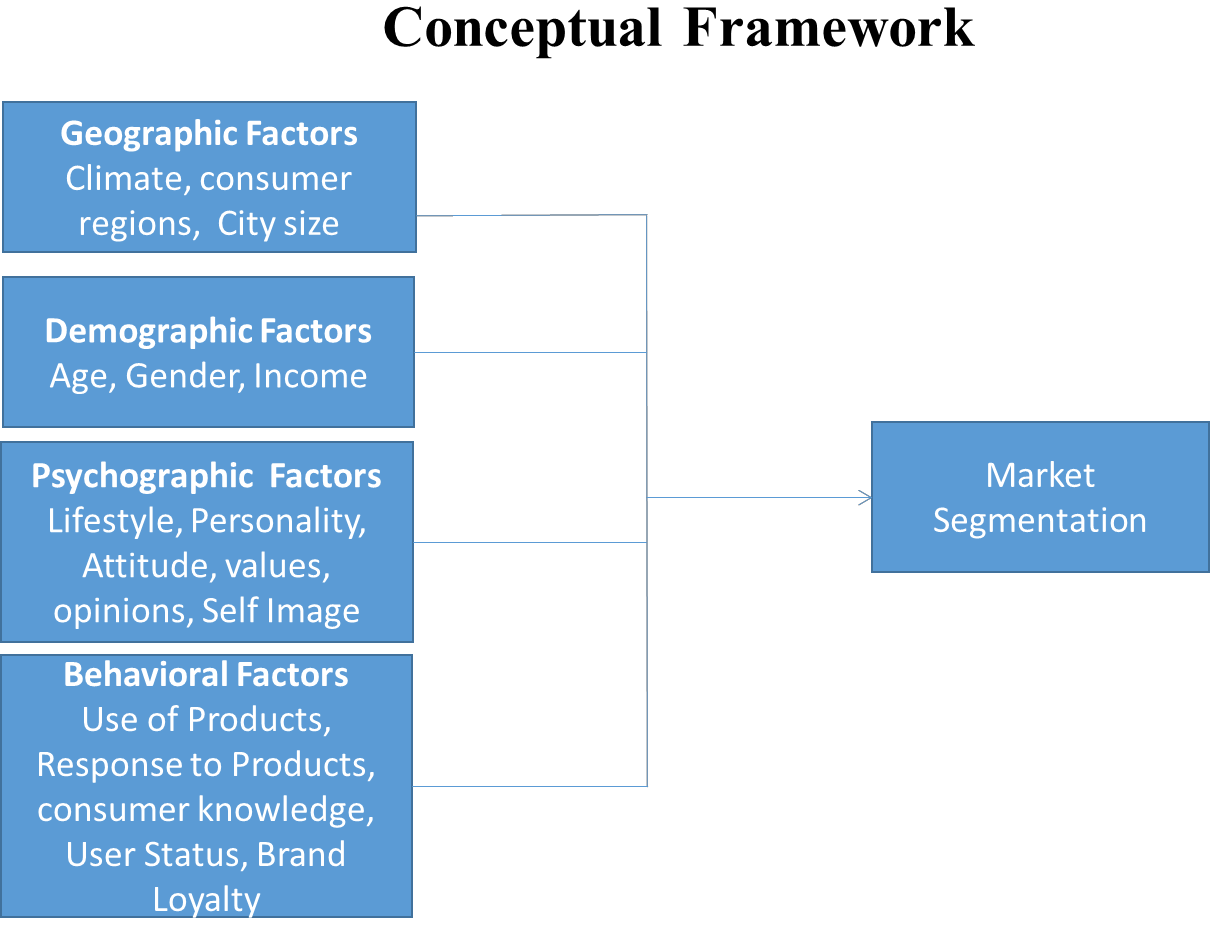 Conceptual Framework
Geographic Factors
Climate, consumer
regions, City size
Demographic Factors
Age, Gender, Income
Psychographic Factors
Lifestyle, Personality,
Attitude, values,
opinions, Self Image
Behavioral Factors
Use of Products,
Response to Products,
consumer knowledge,
User Status, Brand
Loyalty
Market
Segmentation